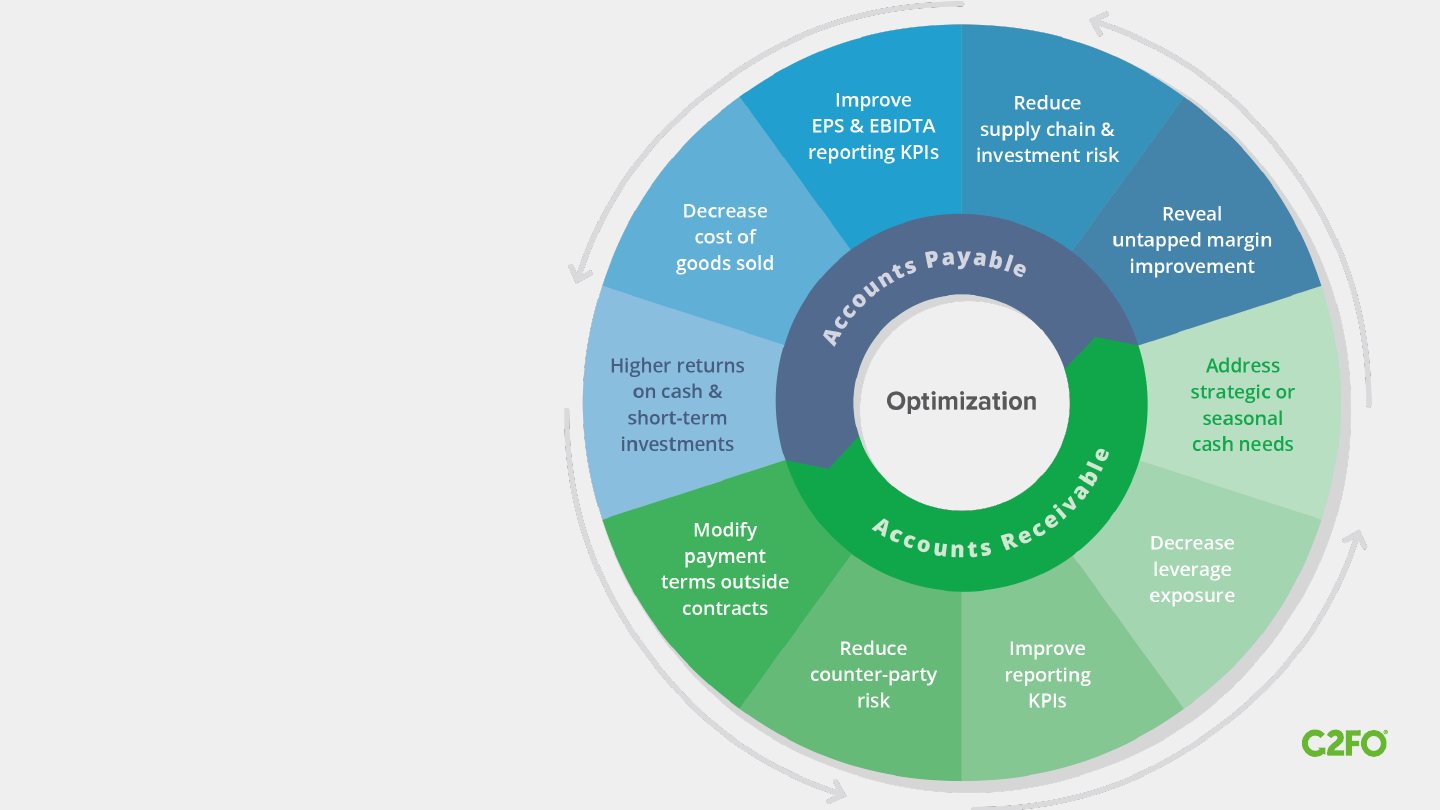 Improve
EPS & EBIDTA
reporting KPIs
Reduce
supply chain &
investment risk
Decrease
cost of
goods sold
Reveal
untapped margin
improvement
Accounts Payable
Higher returns
on cash &
short-term
investments
Optimization
Address
strategic or
seasonal
cash needs
Accounts Receivable
Modify
payment
terms outside
contracts
Decrease
leverage
exposure
Reduce
counter-party
risk
Improve
reporting
KPIs
C2FO®